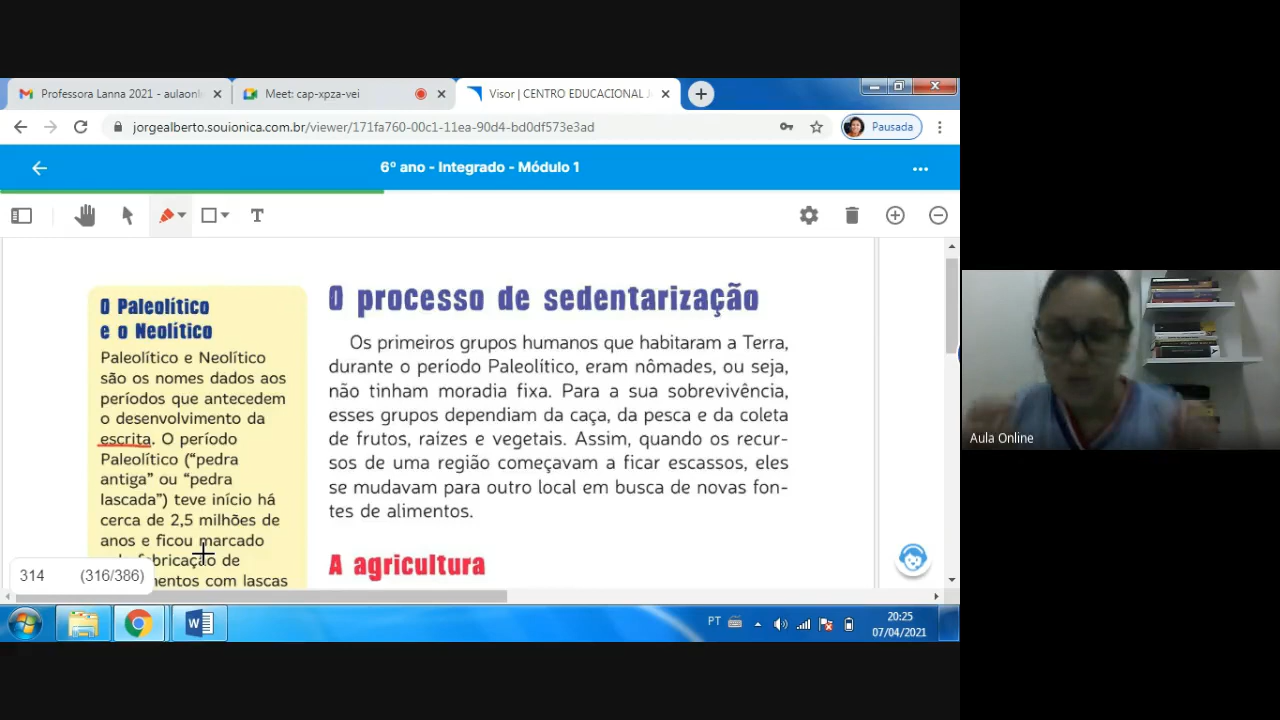 Professora Lanna 2021 - aulaonl
Meet: cap-xpza-vei
Visor | CENTRO EDUCACIONAL J
jorgealberto.souionica.com.br/viewer/171fa760-00c1-11ea-90d4-bd0df573e3ad
Pausada
6º ano - Integrado - Módulo 1
T
O Paleolítico
e o Neolítico
Paleolítico e Neolítico
são os nomes dados aos
períodos que antecedem
o desenvolvimento da
escrita. O período
Paleolítico (“pedra
antiga” ou “pedra
lascada”) teve início há
cerca de 2,5 milhões de
anos e ficou marcado
fabricação de
mentos com lascas
O processo de sedentarização
Os primeiros grupos humanos que habitaram a Terra,
durante o período Paleolítico, eram nômades, ou seja,
não tinham moradia fixa. Para a sua sobrevivência,
esses grupos dependiam da caça, da pesca e da coleta
de frutos, raízes e vegetais. Assim, quando os recur-
sos de uma região começavam a ficar escassos, eles
se mudavam para outro local em busca de novas fon-
tes de alimentos.
A agricultura
314 (316/386)
Aula Online
PT
20:25
07/04/2021